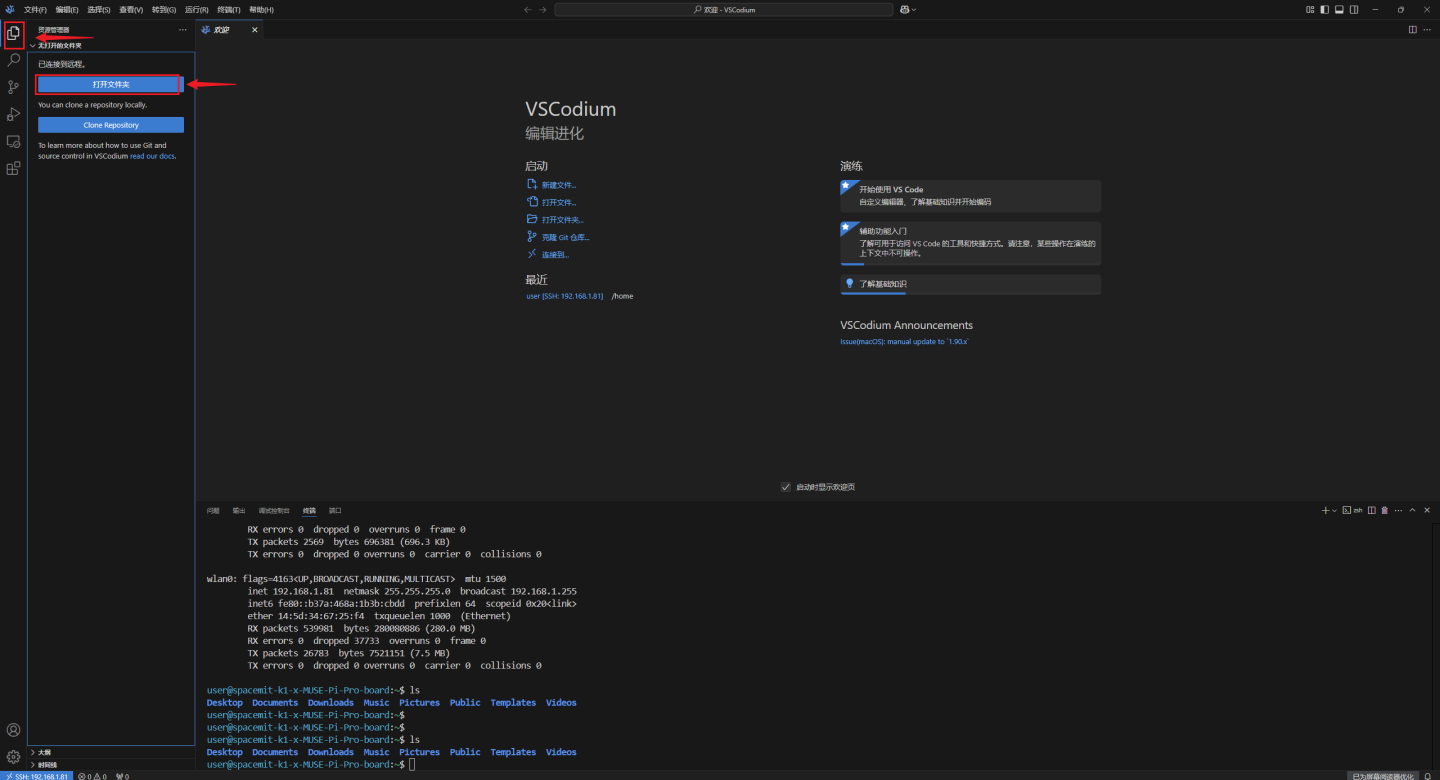 文件(F) 编辑(E) 选择(S) 查看(V) 转到(G) 运行(R) 终端(T) 帮助(H)
欢迎 - VSCodium
资源管理器
欢迎
无打开的文件夹
已连接到远程。
打开文件夹
You can clone a repository locally.
Clone Repository
To learn more about how to use Git and
source control in VSCodium read our docs.
VSCodium
编辑进化
启动
新建文件...
打开文件...
打开文件夹...
克隆 Git 仓库...
连接到...
最近
user [SSH: 192.168.1.81] /home
演练
开始使用 VS Code
自定义编辑器，了解基础知识并开始编码
辅助功能入门
了解可用于访问 VS Code 的工具和快捷方式。请注意，某些操作在演练的
上下文中不可操作。
了解基础知识
VSCodium Announcements
Issue(macOS): manual update to `1.90.x`
启动时显示欢迎页
问题 输出 调试控制台 终端 端口
zsh
RX errors 0 dropped 0 overruns 0 frame 0
TX packets 2569 bytes 696381 (696.3 KB)
TX errors 0 dropped 0 overruns 0 carrier 0 collisions 0
wlan0: flags=4163<UP,BROADCAST,RUNNING,MULTICAST> mtu 1500
inet 192.168.1.81 netmask 255.255.255.0 broadcast 192.168.1.255
inet6 fe80::b37a:468a:1b3b:cbdd prefixlen 64 scopeid 0x20<link>
ether 14:5d:34:67:25:f4 txqueuelen 1000 (Ethernet)
RX packets 539981 bytes 280080886 (280.0 MB)
RX errors 0 dropped 37733 overruns 0 frame 0
TX packets 26783 bytes 7521151 (7.5 MB)
TX errors 0 dropped 0 overruns 0 carrier 0 collisions 0
user@spacemit-k1-x-MUSE-Pi-Pro-board:~$ ls
Desktop Documents Downloads Music Pictures Public Templates Videos
user@spacemit-k1-x-MUSE-Pi-Pro-board:~$
user@spacemit-k1-x-MUSE-Pi-Pro-board:~$
user@spacemit-k1-x-MUSE-Pi-Pro-board:~$ ls
Desktop Documents Downloads Music Pictures Public Templates Videos
user@spacemit-k1-x-MUSE-Pi-Pro-board:~$
大纲
时间线
SSH: 192.168.1.81 0 0 0
已为屏幕阅读器优化